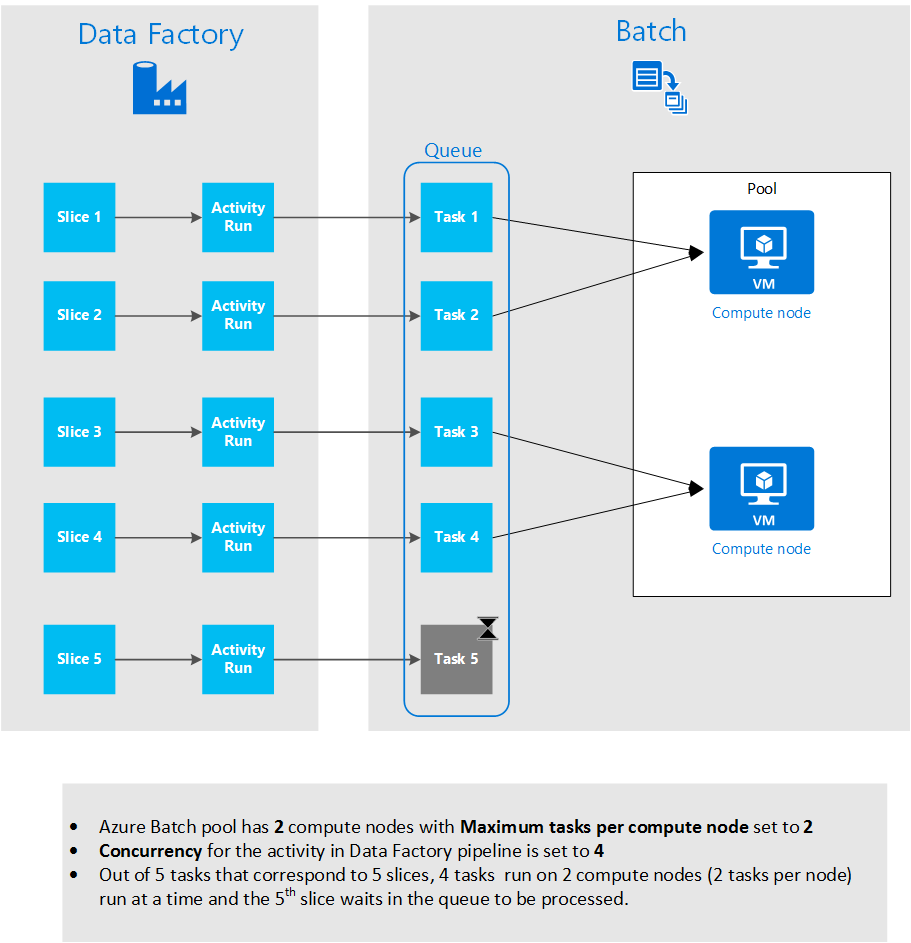 Data Factory
Batch
Queue
Pool
Slice 1
Activity
Run
Task 1
VM
Compute node
Slice 2
Activity
Run
Task 2
Slice 3
Activity
Run
Task 3
VM
Compute node
Slice 4
Activity
Run
Task 4
Slice 5
Activity
Run
Task 5
• Azure Batch pool has 2 compute nodes with Maximum tasks per compute node set to 2
• Concurrency for the activity in Data Factory pipeline is set to 4
• Out of 5 tasks that correspond to 5 slices, 4 tasks  run on 2 compute nodes (2 tasks per node)
run at a time and the 5th slice waits in the queue to be processed.